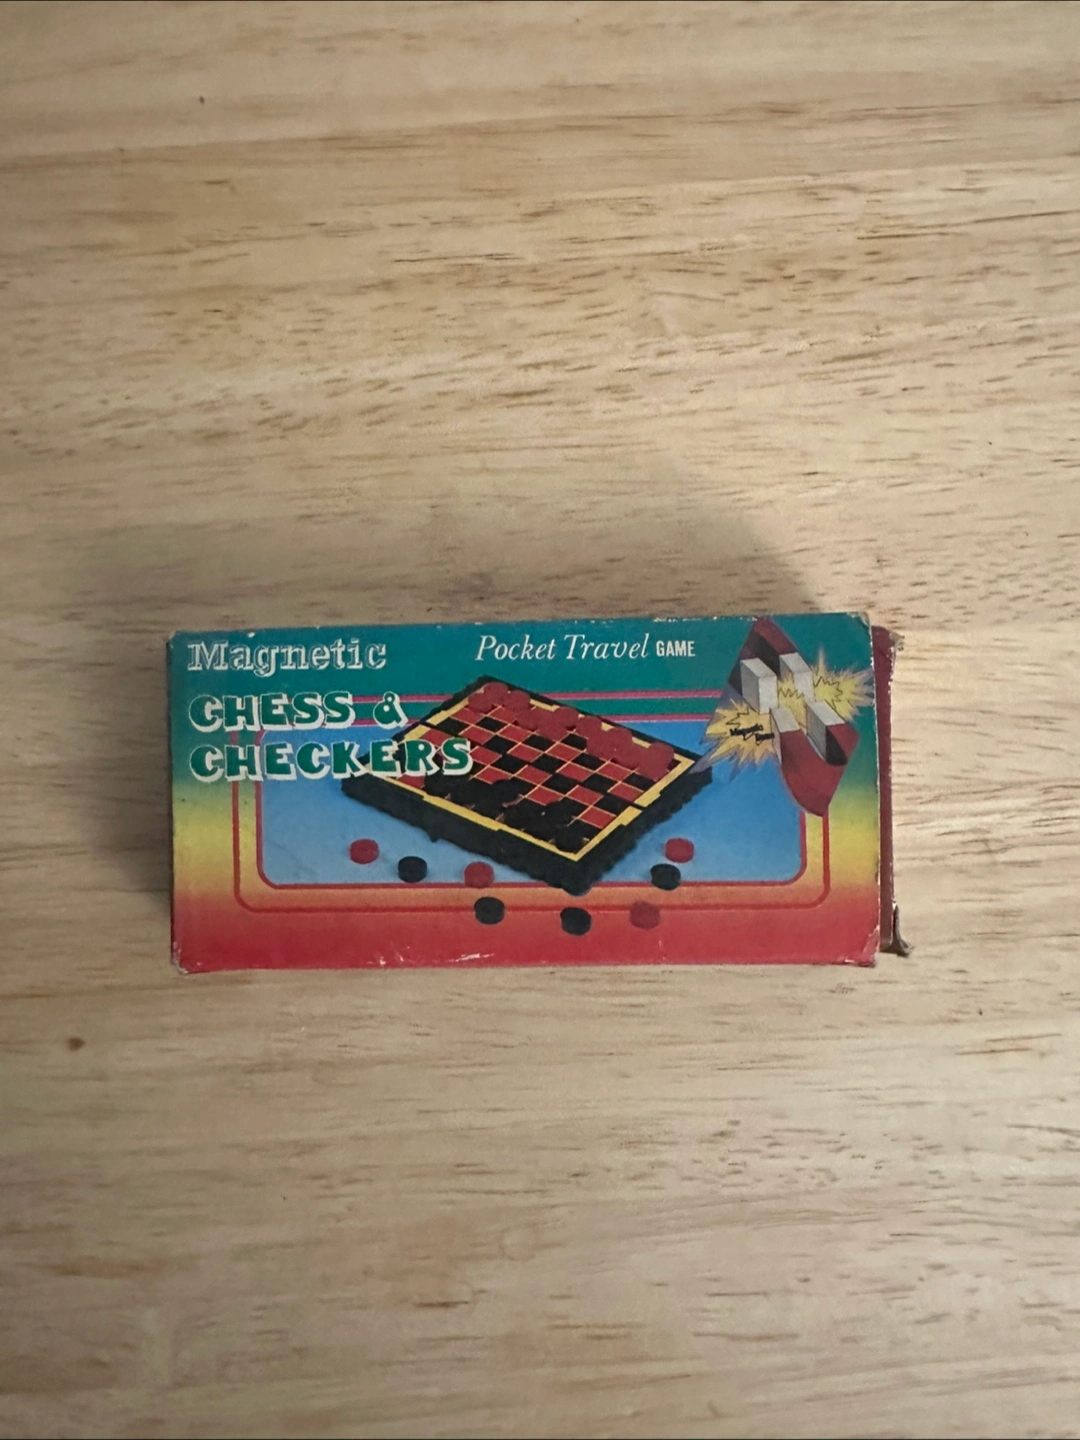 Magnetic
Pocket Travel GAME
CHESS &
CHECKERS